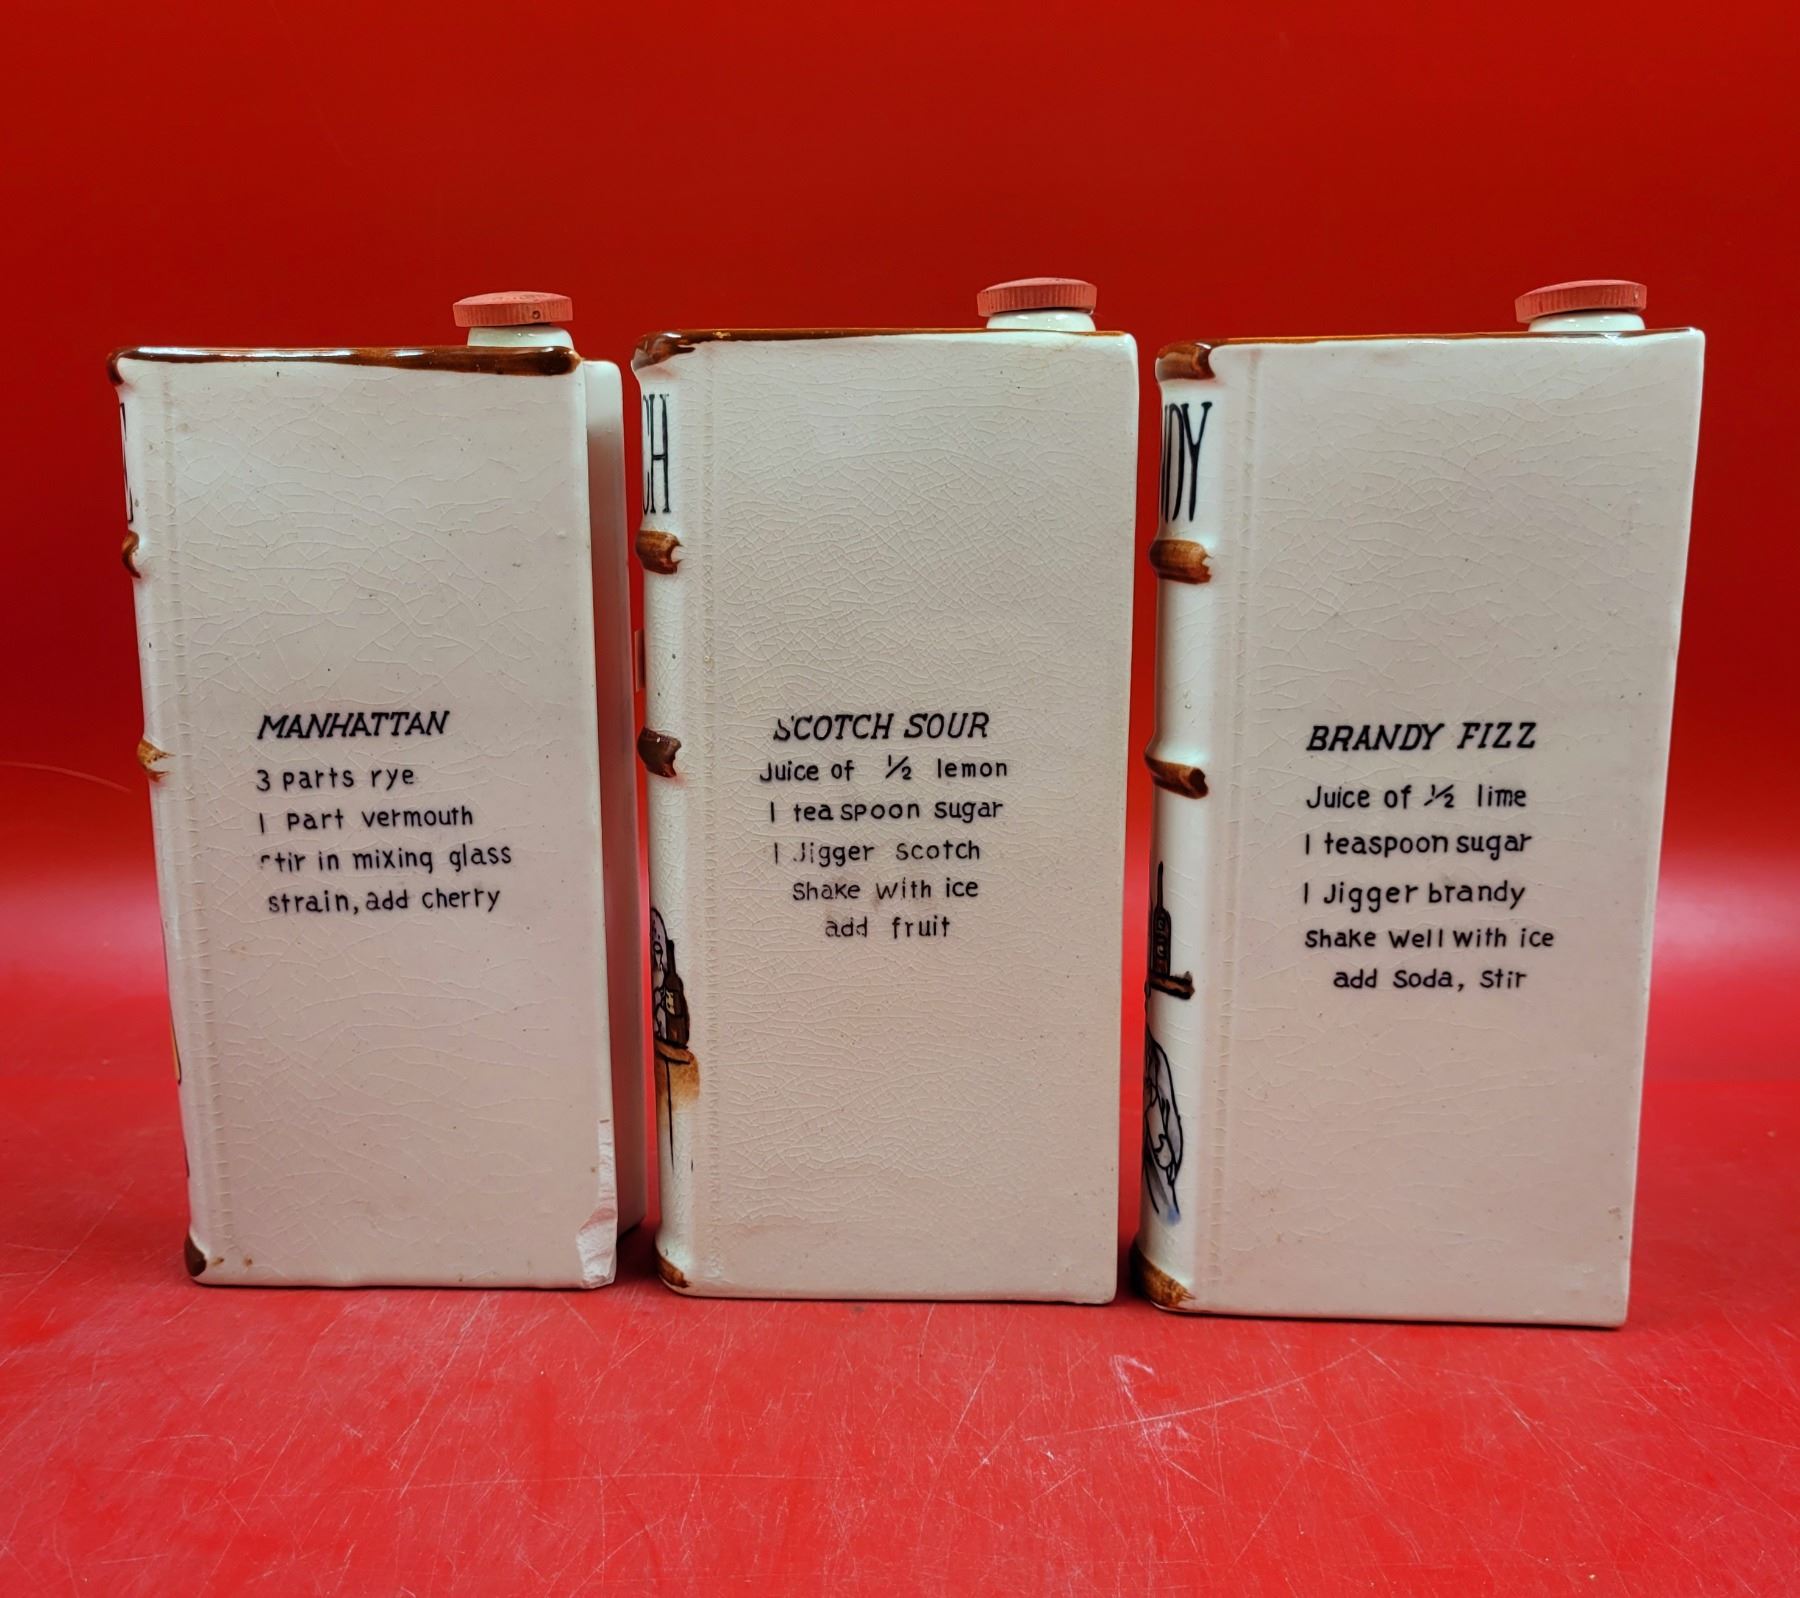 MANHATTAN
3 parts rye
1 part vermouth
stir in mixing glass
strain, add cherry
CH
SCOTCH SOUR
Juice of ½ lemon
1 teaspoon sugar
1 Jigger Scotch
Shake With ice
add fruit
NDY
BRANDY FIZZ
Juice of ½ lime
1 teaspoon sugar
1 Jigger brandy
Shake Well With ice
add Soda, Stir